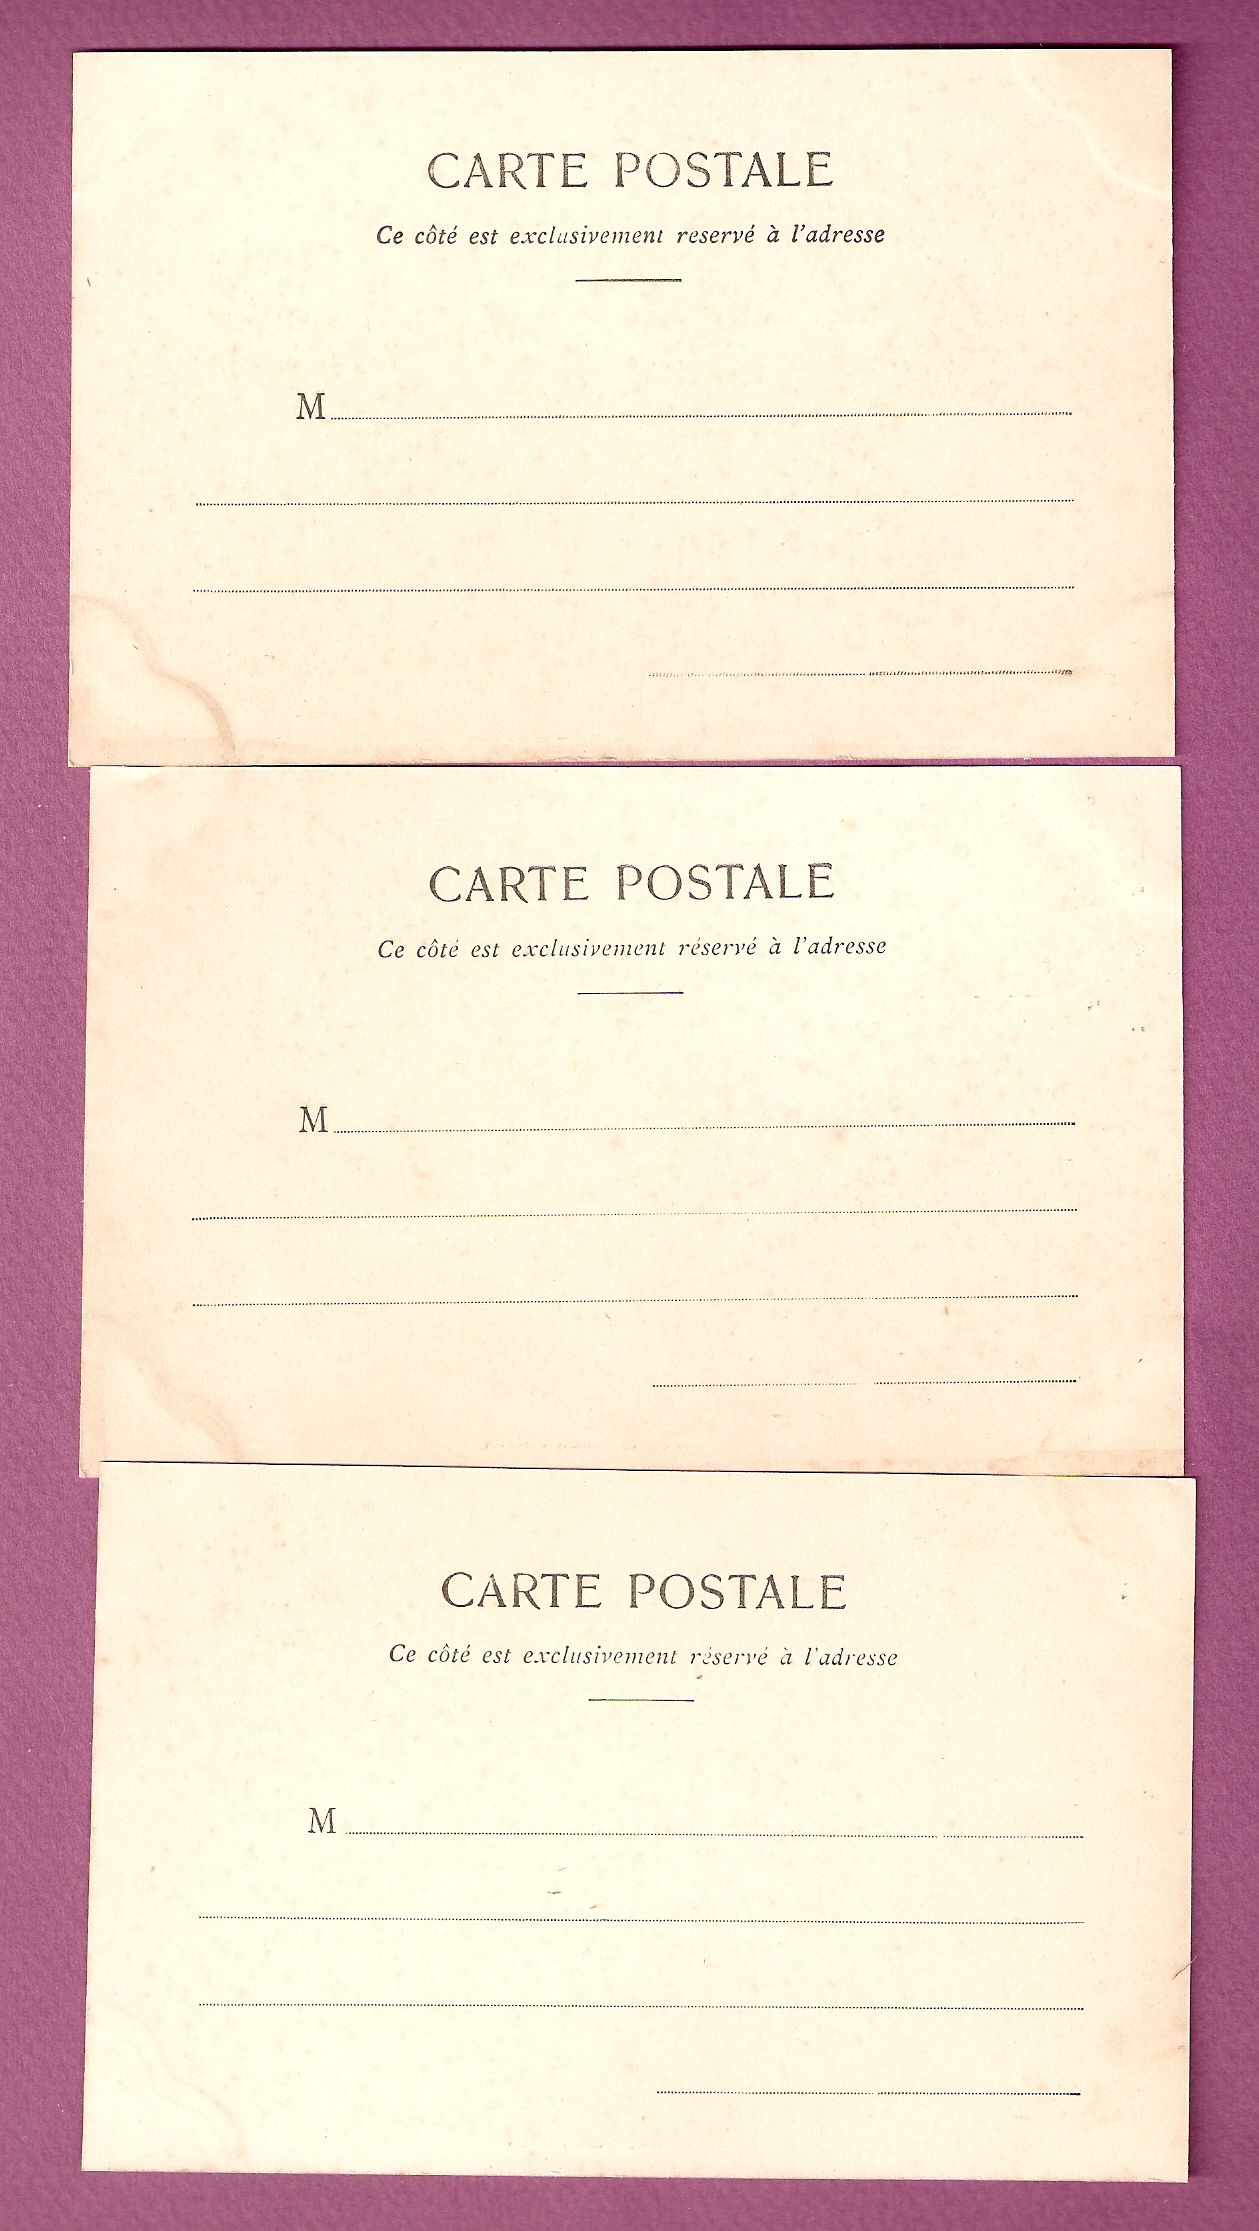 CARTE POSTALE
Ce côté est exclusivement reservé à l'adresse
M
CARTE POSTALE
Ce côté est exclusivement réservé à l'adresse
M
CARTE POSTALE
Ce côté est exclusivement réservé à l'adresse
M